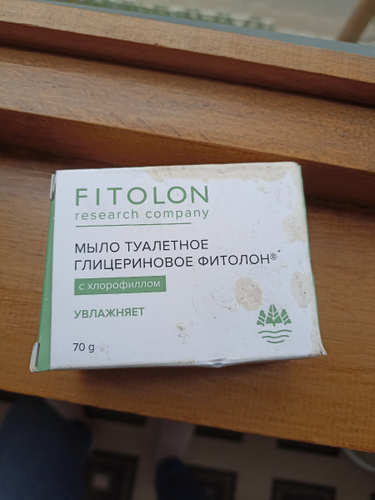 FITOLON
research company
МЫЛО ТУАЛЕТНОЕ
ГЛИЦЕРИНОВОЕ ФИТОЛОН®*
с хлорофиллом
УВЛАЖНЯЕТ
70 g